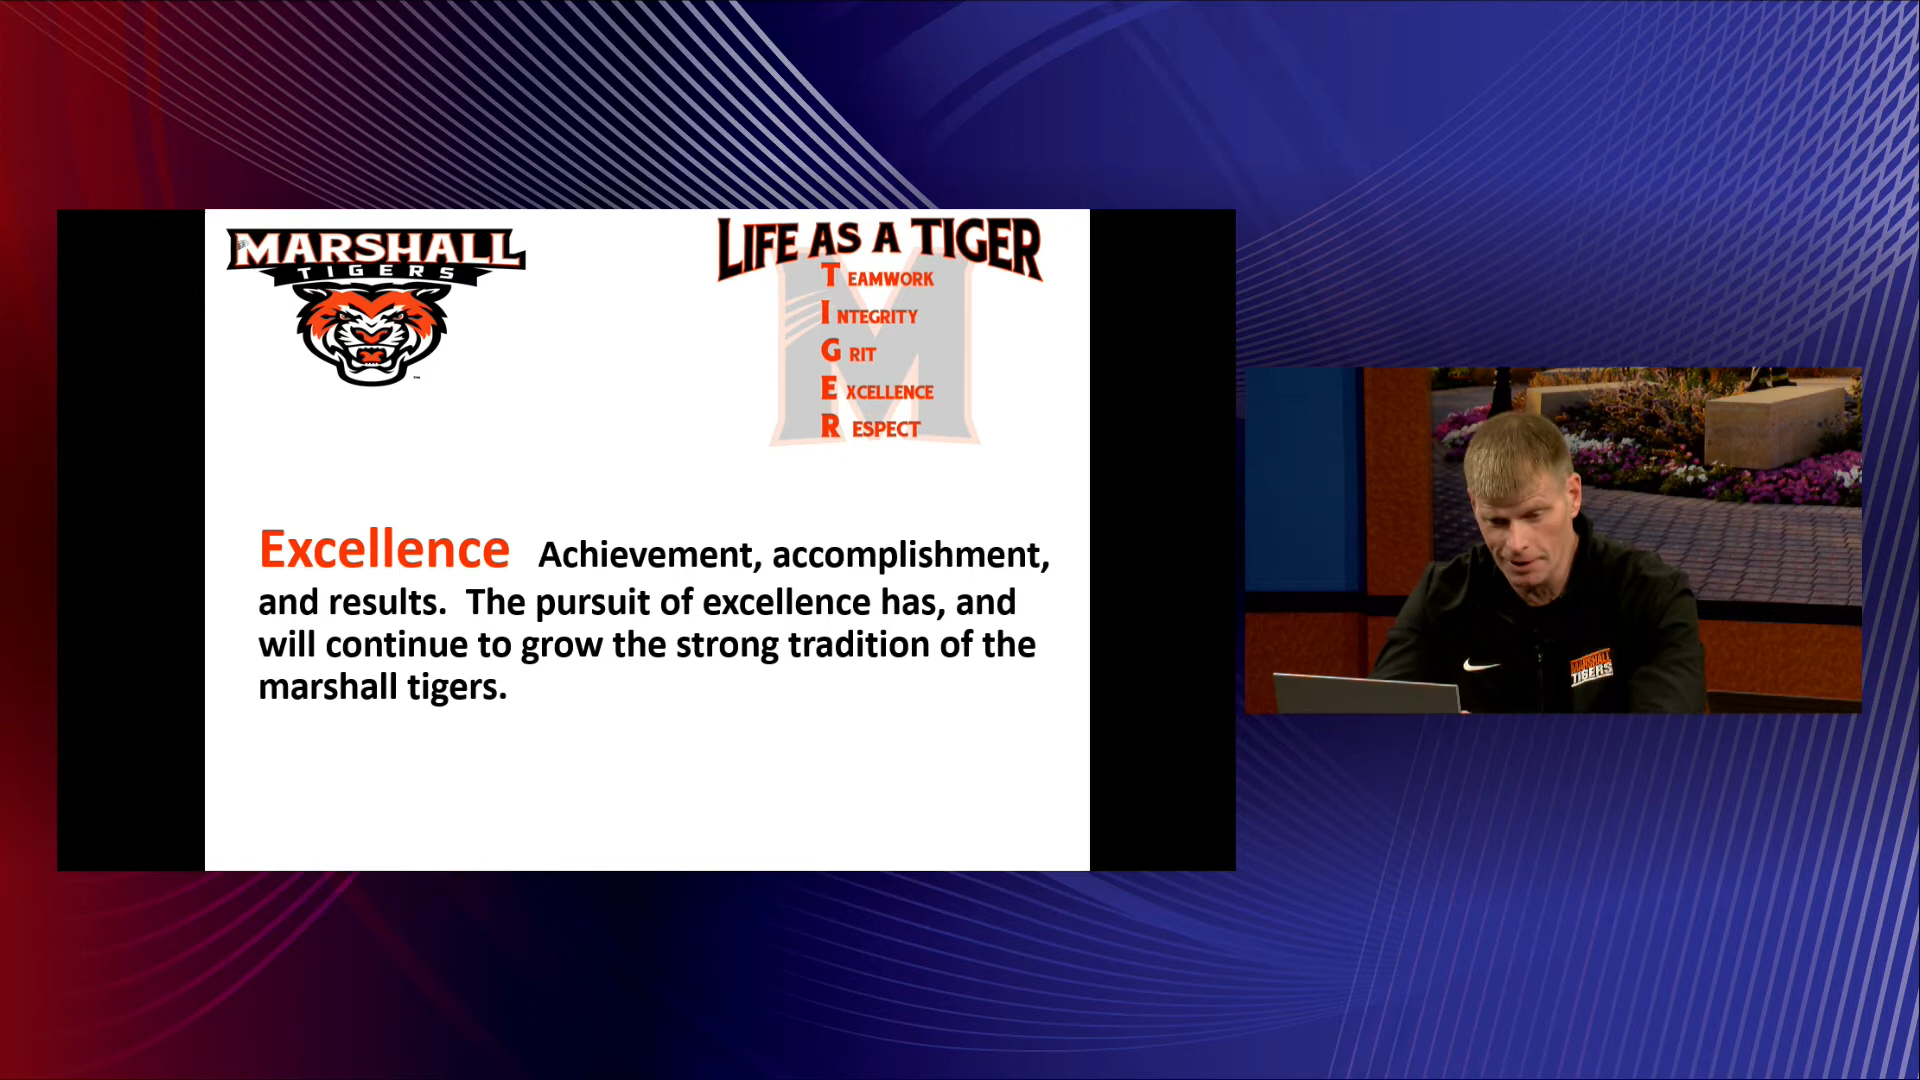 MARSHALL
TIGERS
LIFE AS A TIGER
TEAMWORK
INTEGRITY
GRIT
EXCELLENCE
RESPECT
Excellence Achievement, accomplishment,
and results. The pursuit of excellence has, and
will continue to grow the strong tradition of the
marshall tigers.
MARSHALL
TIGERS